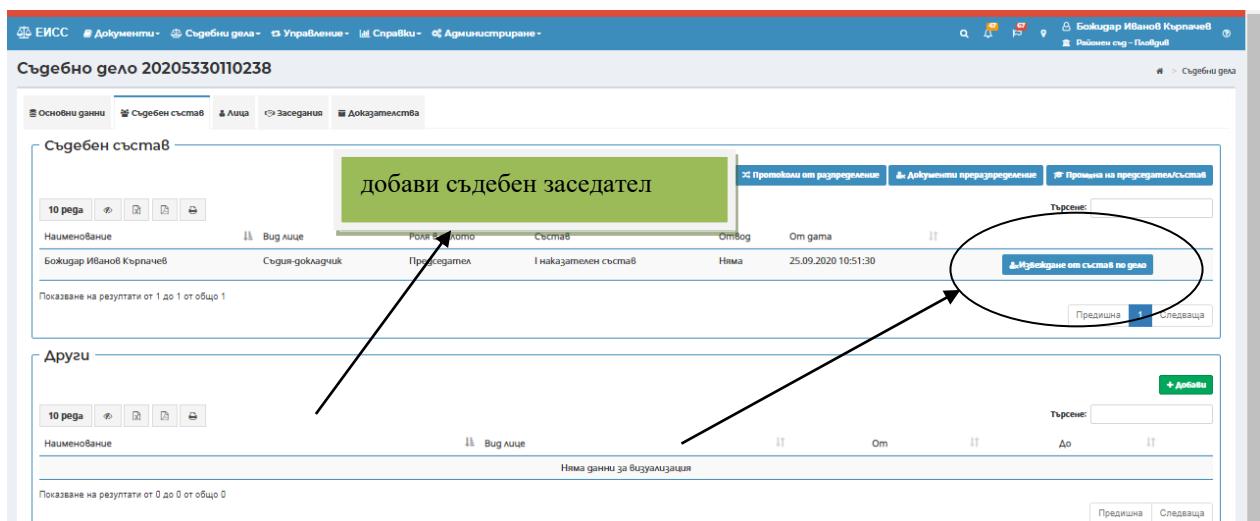 ЕИСС Документи Съдебни дела Управление Справки Администриране 67 67 Божидар Иванов Кърпачев
Районен съд – Пловдив
Съдебно дело 20205330110238
> Съдебни дела
Основни данни Съдебен състав Лица Заседания Доказателства
Съдебен състав
добави съдебен заседател
Протоколи от разпределение Документи преразпределение Промяна на председател/състав
10 реда Търсене:
Наименование Вид лице Роля в делото Състав Отвод От дата
Божидар Иванов Кърпачев Съдия-докладчик Председател I наказателен състав Няма 25.09.2020 10:51:30 Извеждане от състав по дело
Показване на резултати от 1 до 1 от общо 1
Предишна 1 Следваща
Други
+ Добави
10 реда Търсене:
Наименование Вид лице От До
Няма данни за визуализация
Показване на резултати от 0 до 0 от общо 0
Предишна Следваща